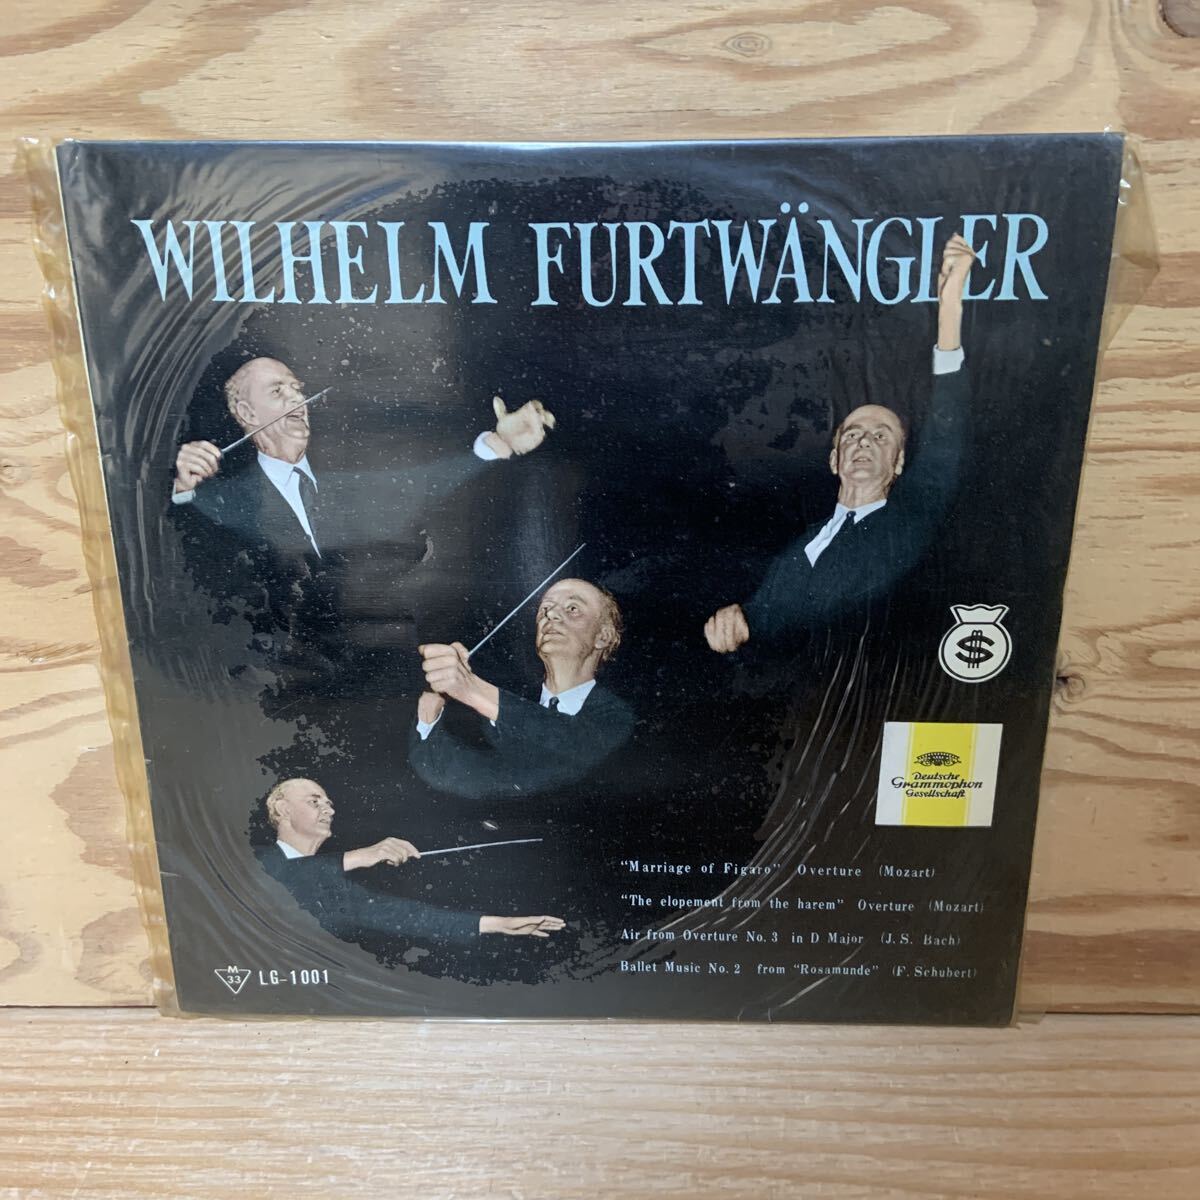 WILHELM FURTWÄNGLER
$
Deutsche
Grammophon
Gesellschaft
"Marriage of Figaro" Overture (Mozart)
"The elopement from the harem" Overture (Mozart)
Air from Overture No. 3 in D Major (J. S. Bach)
Ballet Music No. 2 from "Rosamunde" (F. Schubert)
M
33
LG-1001